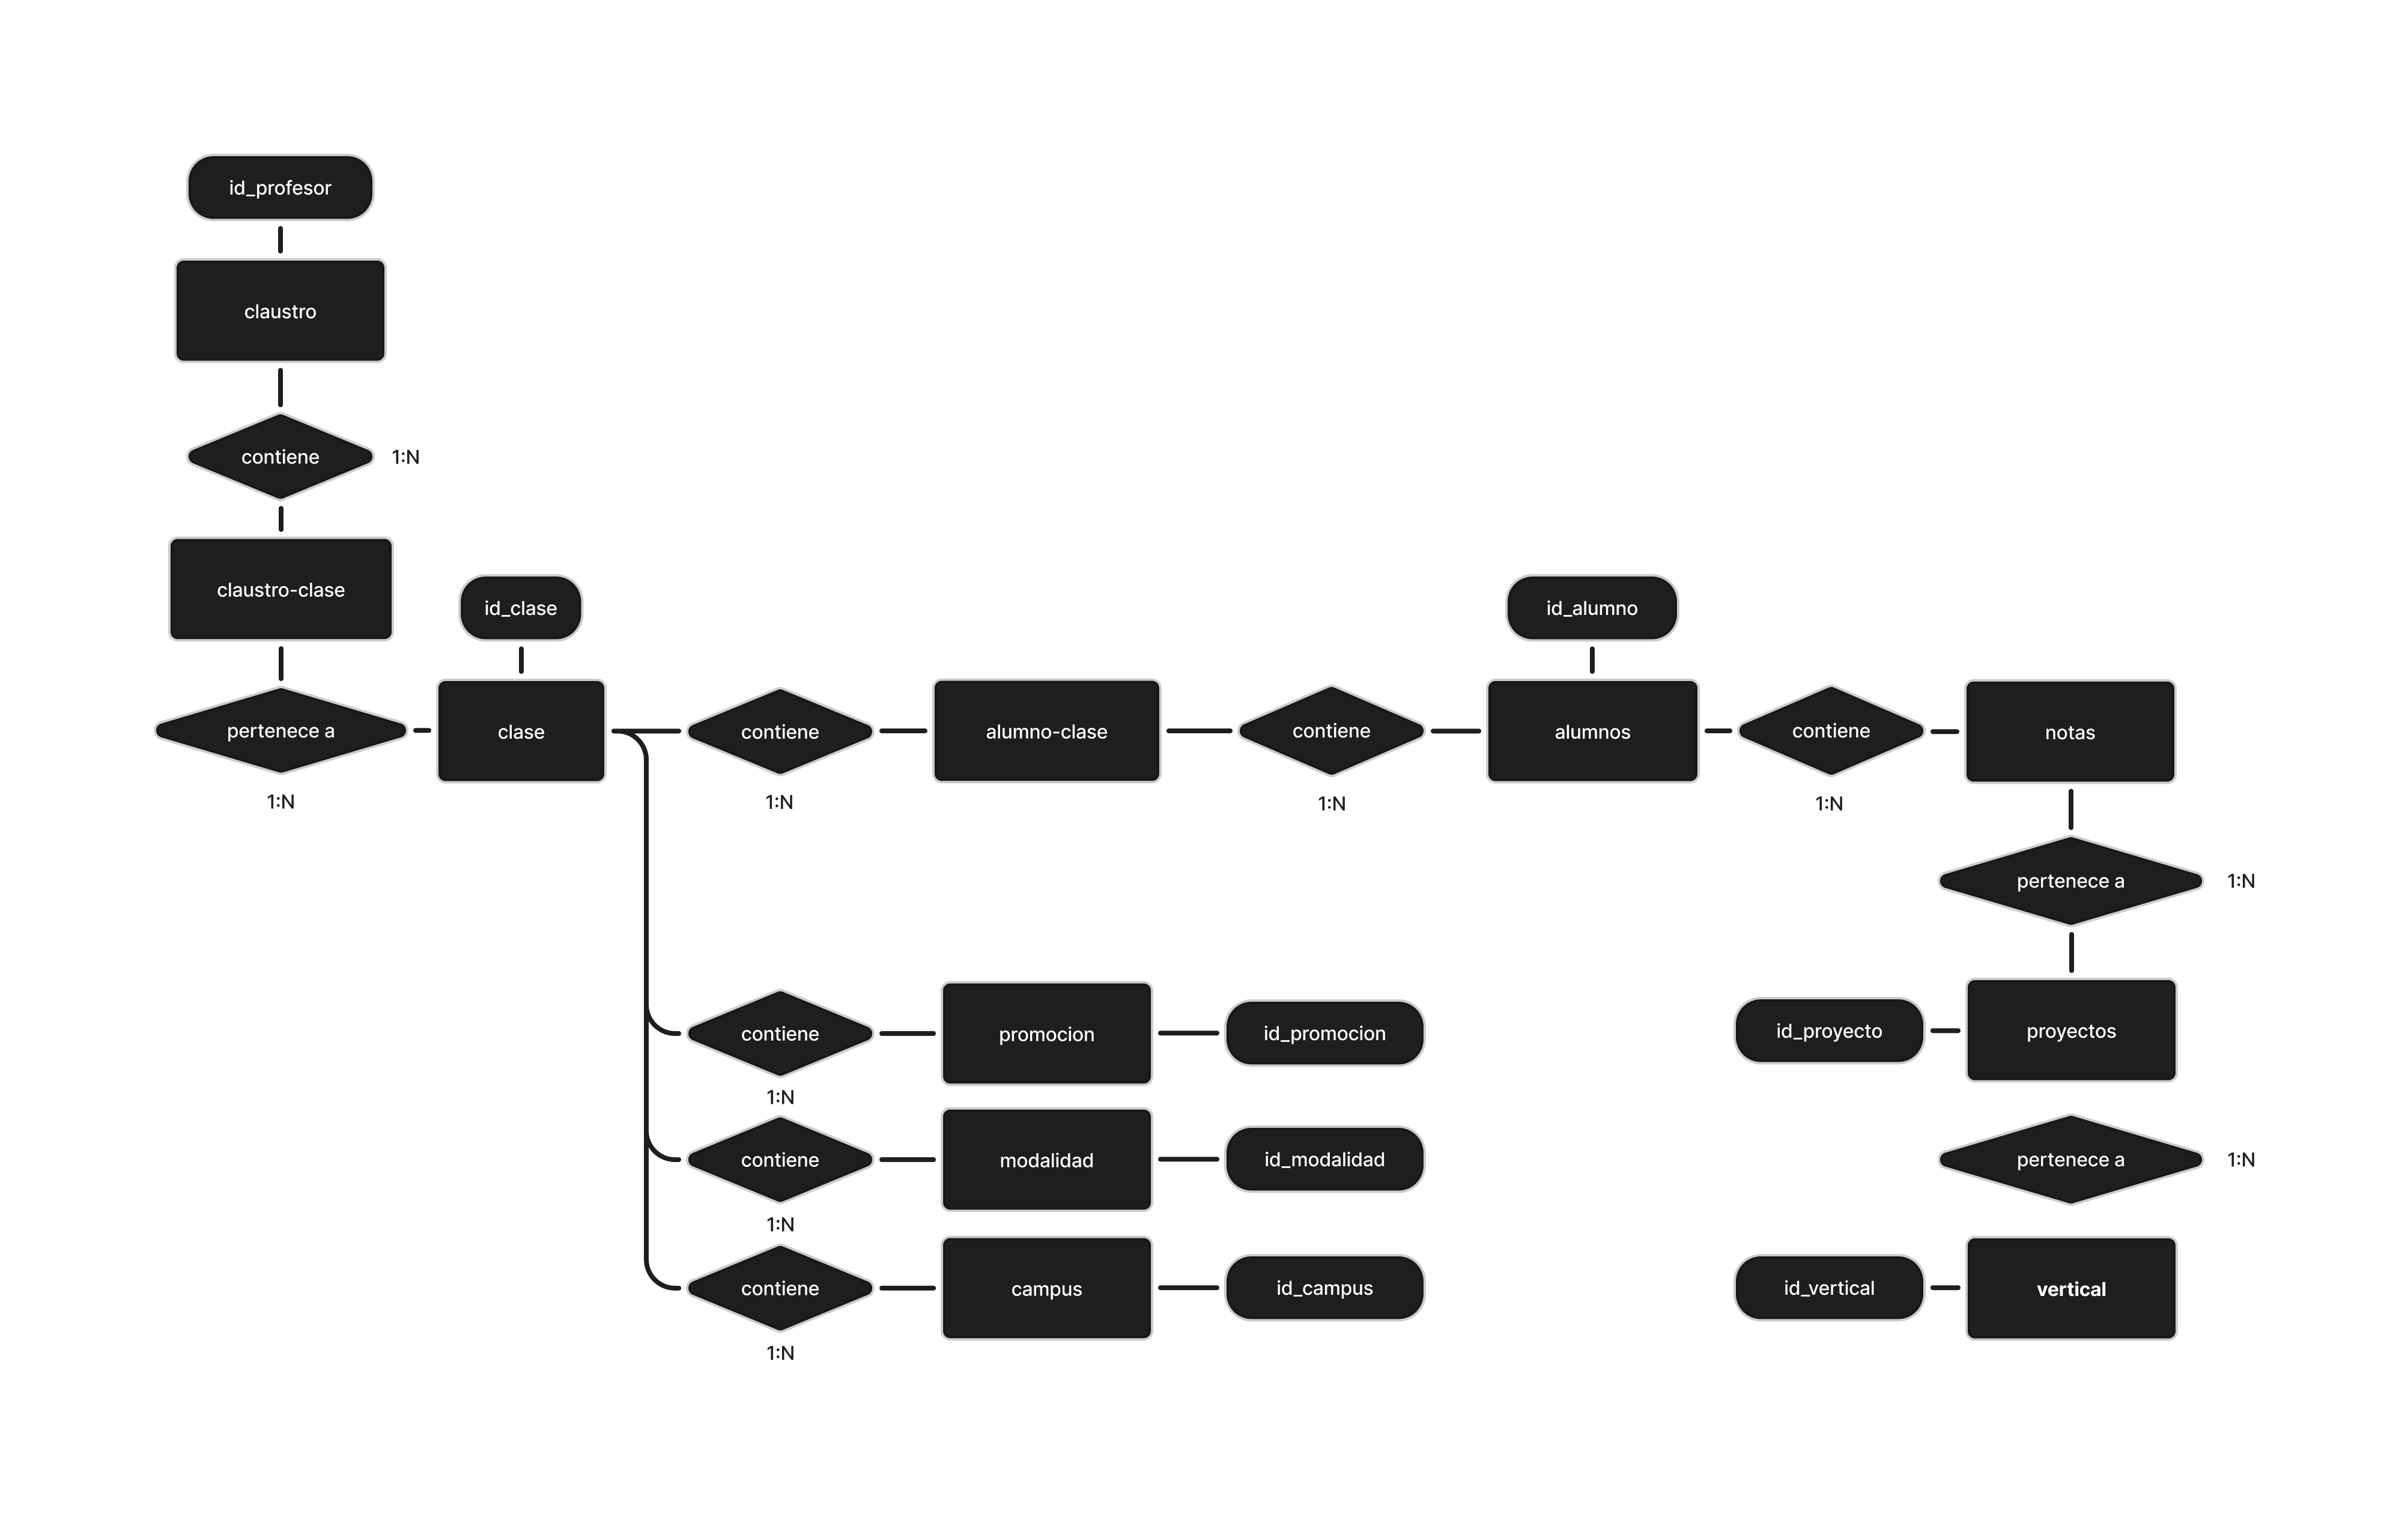 id_profesor
claustro
contiene
1:N
claustro-clase
id_clase
id_alumno
pertenece a
clase
contiene
alumno-clase
contiene
alumnos
contiene
notas
1:N
1:N
1:N
1:N
pertenece a
1:N
contiene
promocion
id_promocion
id_proyecto
proyectos
1:N
contiene
modalidad
id_modalidad
pertenece a
1:N
1:N
contiene
campus
id_campus
id_vertical
vertical
1:N